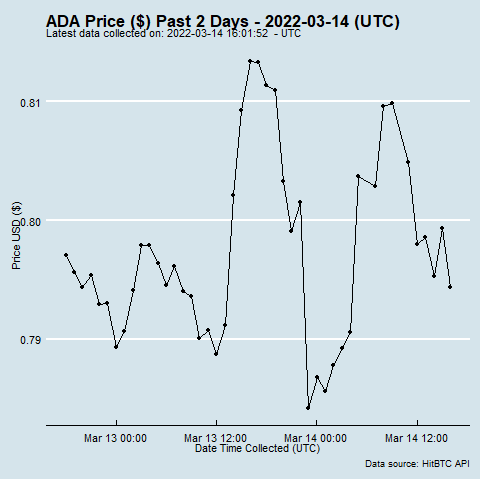 ADA Price ($) Past 2 Days - 2022-03-14 (UTC)
Latest data collected on: 2022-03-14 16:01:52  - UTC
Price USD ($)
0.81
0.80
0.79
Mar 13 00:00
Mar 13 12:00
Mar 14 00:00
Mar 14 12:00
Date Time Collected (UTC)
Data source: HitBTC API